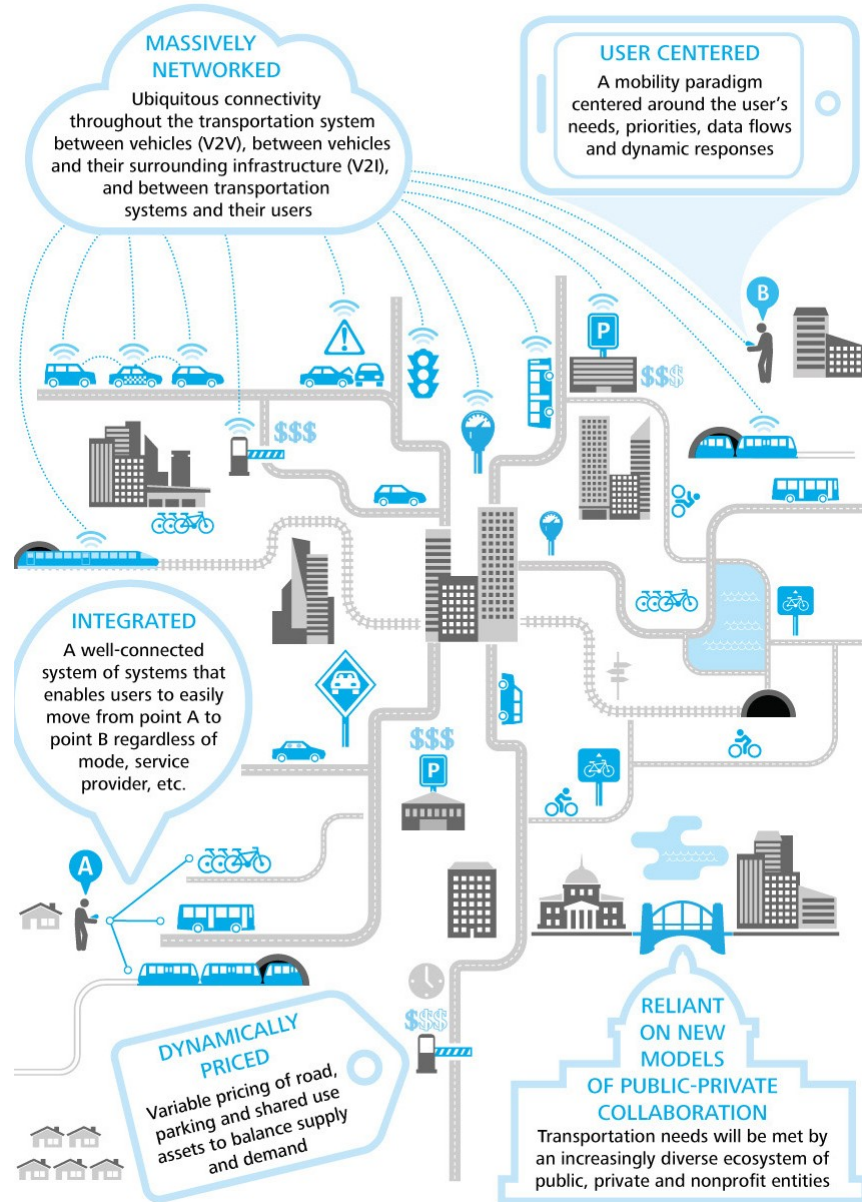 MASSIVELY
NETWORKED
Ubiquitous connectivity
throughout the transportation system
between vehicles (V2V), between vehicles
and their surrounding infrastructure (V2I),
and between transportation
systems and their users
USER CENTERED
A mobility paradigm
centered around the user's
needs, priorities, data flows
and dynamic responses
B
P
$$$
$$$
INTEGRATED
A well-connected
system of systems that
enables users to easily
move from point A to
point B regardless of
mode, service
provider, etc.
$$$
P
A
$$$$
DYNAMICALLY
PRICED
Variable pricing of road,
parking and shared use
assets to balance supply
and demand
RELIANT
ON NEW
MODELS
OF PUBLIC-PRIVATE
COLLABORATION
Transportation needs will be met by
an increasingly diverse ecosystem of
public, private and nonprofit entities